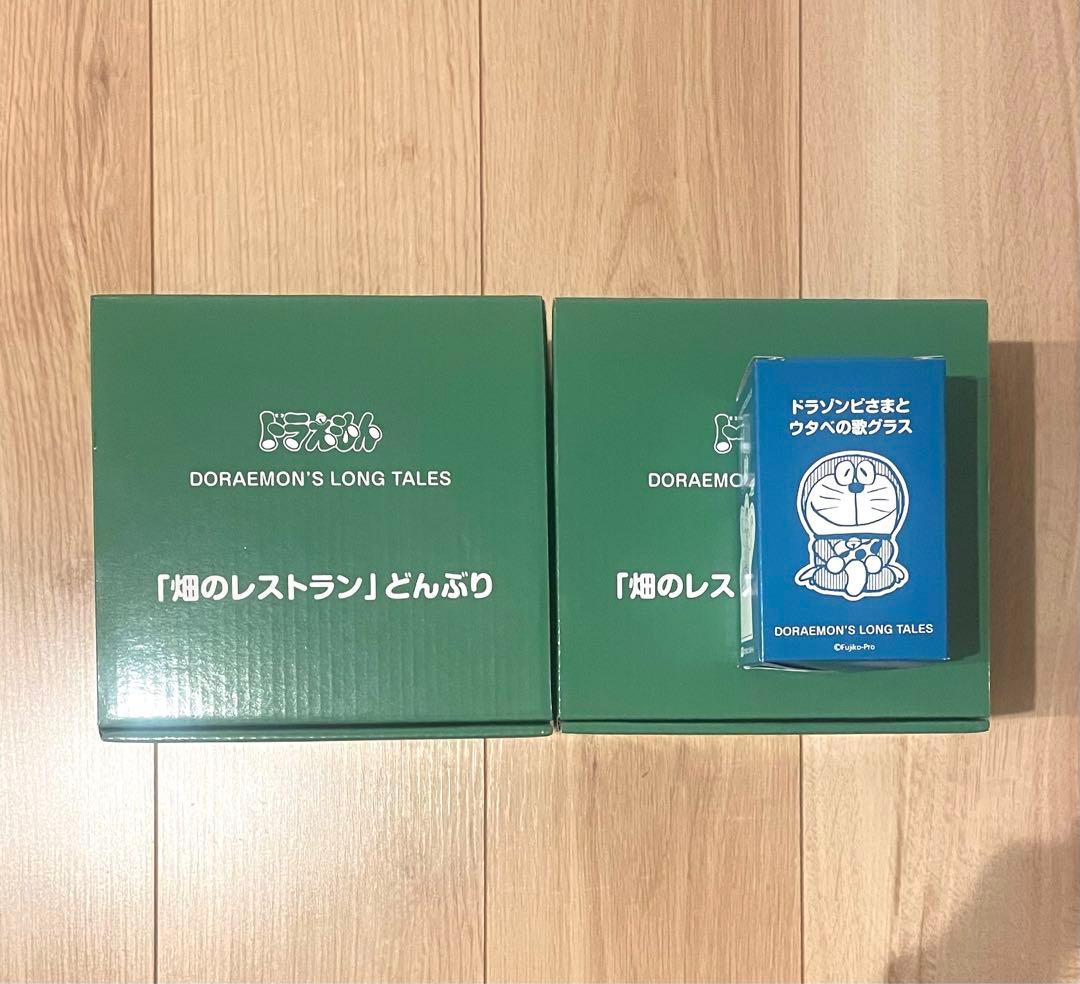 ドラえもん
DORAEMON'S LONG TALES
「畑のレストラン」どんぶり
DORAEMO
「畑のレス
ドラゾンビさまと
ウタベの歌グラス
DORAEMON'S LONG TALES
©Fujiko-Pro